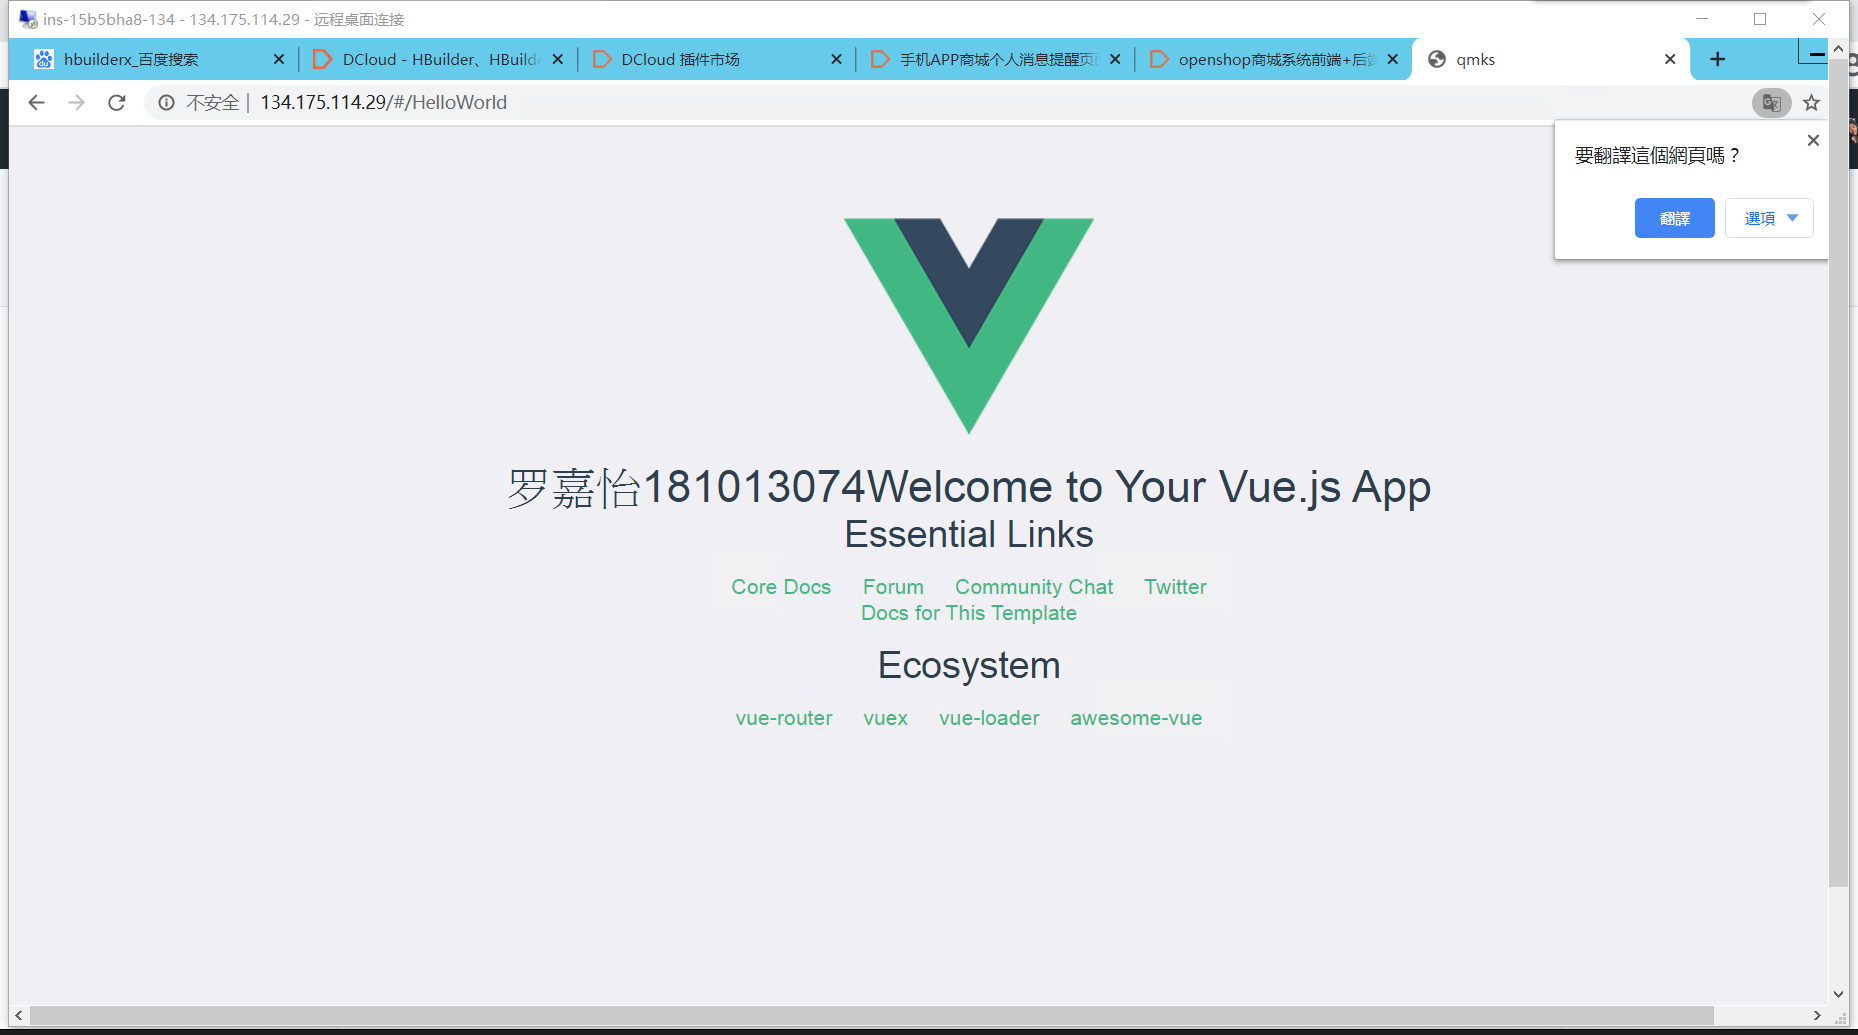 ins-15b5bha8-134 - 134.175.114.29 - 远程桌面连接
hbuilderx_百度搜索
DCloud - HBuilder、HBuilde
DCloud 插件市场
手机APP商城个人消息提醒页面
openshop商城系统前端+后端
qmks
不安全 | 134.175.114.29/#/HelloWorld
要翻譯這個網頁嗎？
翻譯
選項
罗嘉怡181013074Welcome to Your Vue.js App
Essential Links
Core Docs Forum Community Chat Twitter
Docs for This Template
Ecosystem
vue-router vuex vue-loader awesome-vue